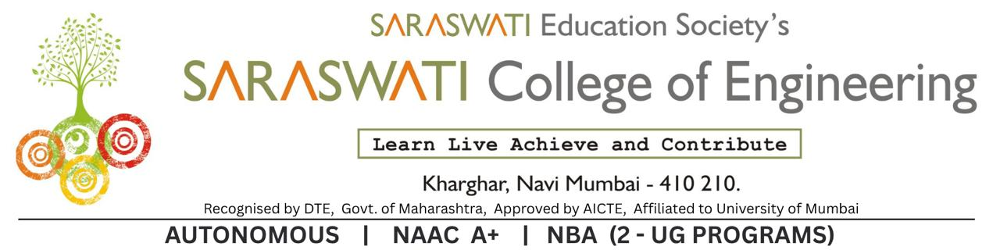 SARASWATI Education Society's
SARASWATI College of Engineering
Learn Live Achieve and Contribute
Kharghar, Navi Mumbai - 410 210.
Recognised by DTE, Govt. of Maharashtra, Approved by AICTE, Affiliated to University of Mumbai
AUTONOMOUS | NAAC A+ | NBA (2 - UG PROGRAMS)